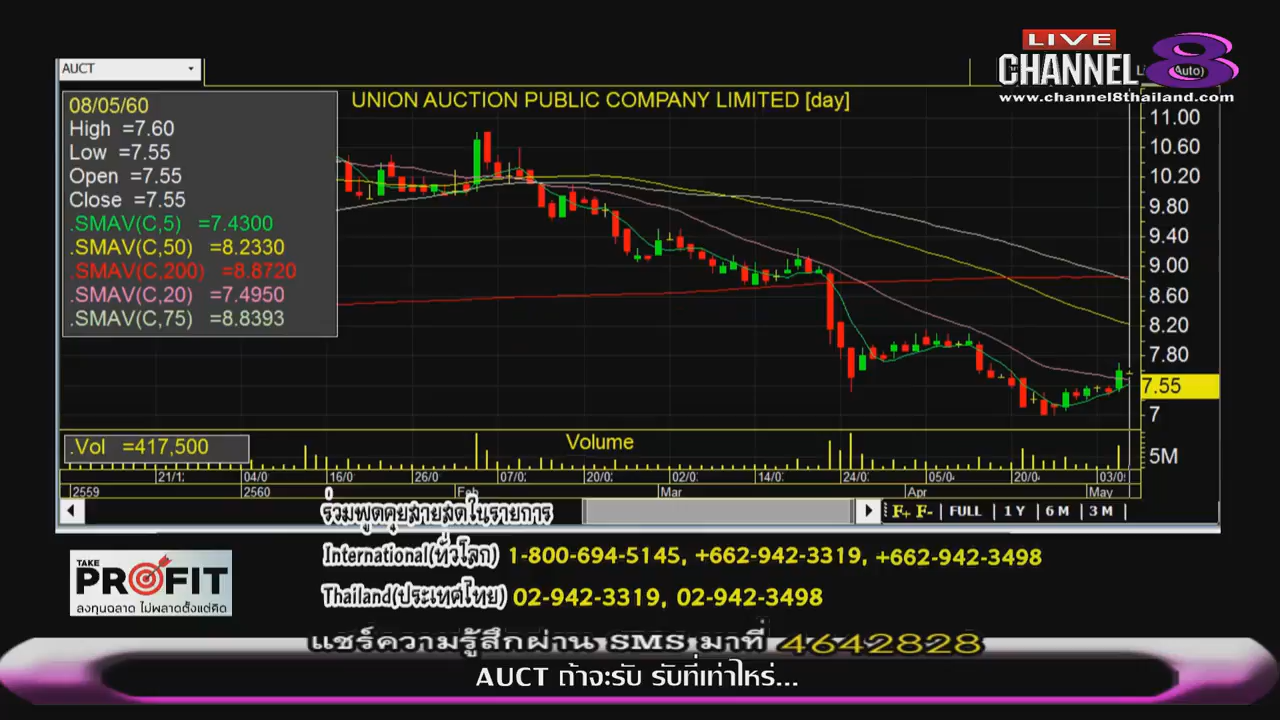 LIVE
CHANNEL 8
www.channel8thailand.com
AUCT
(Auto)
UNION AUCTION PUBLIC COMPANY LIMITED [day]
08/05/60
High =7.60
Low =7.55
Open =7.55
Close =7.55
.SMAV(C,5) =7.4300
.SMAV(C,50) =8.2330
.SMAV(C,200) =8.8720
.SMAV(C,20) =7.4950
.SMAV(C,75) =8.8393
11.00
10.60
10.20
9.80
9.40
9.00
8.60
8.20
7.80
7.55
7
.Vol =417,500
Volume
5M
21/1 04/0 16/0 26/0 07/0 20/0 02/0 14/0 24/0 05/0 20/0 03/0
2559 2560 Feb Mar Apr May
F+ F- | FULL | 1 Y | 6 M | 3 M |
ร่วมพูดคุยสายสดในรายการ
International(ทั่วโลก) 1-800-694-5145, +662-942-3319, +662-942-3498
Thailand(ประเทศไทย) 02-942-3319, 02-942-3498
TAKE
PROFIT
ลงทุนฉลาด ไม่พลาดตั้งแต่คิด
แชร์ความรู้สึกผ่าน SMS มาที่ 4642828
AUCT ถ้าจะรับ รับที่เท่าไหร่...